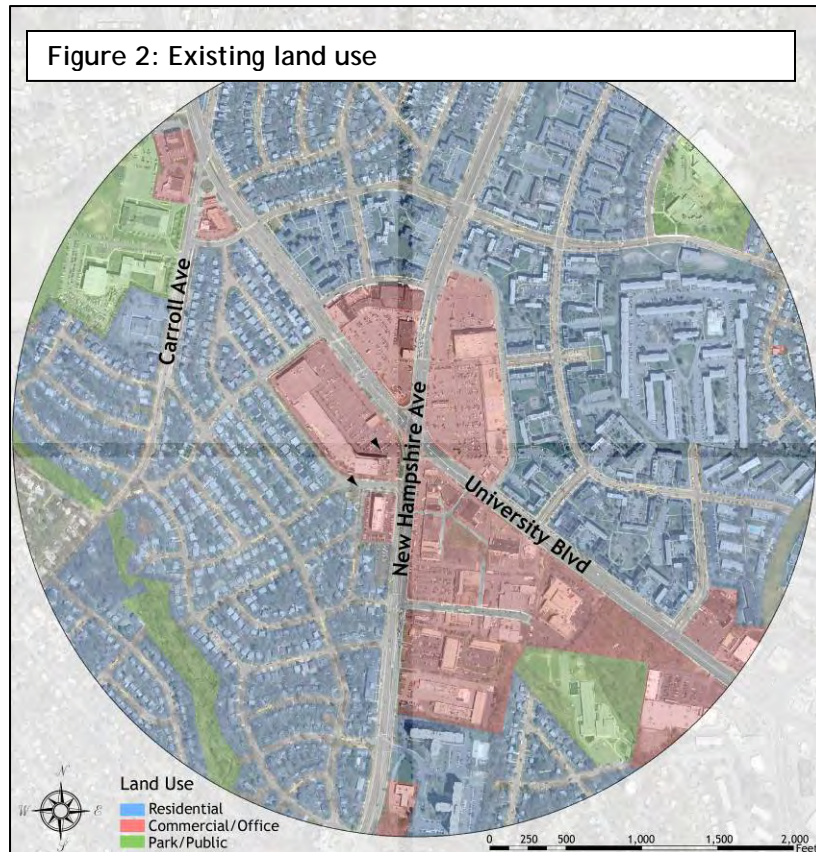 Figure 2: Existing land use
Carroll Ave
New Hampshire Ave
University Blvd
N
W
E
S
Land Use
Residential
Commercial/Office
Park/Public
0 250 500 1,000 1,500 2,000
Feet